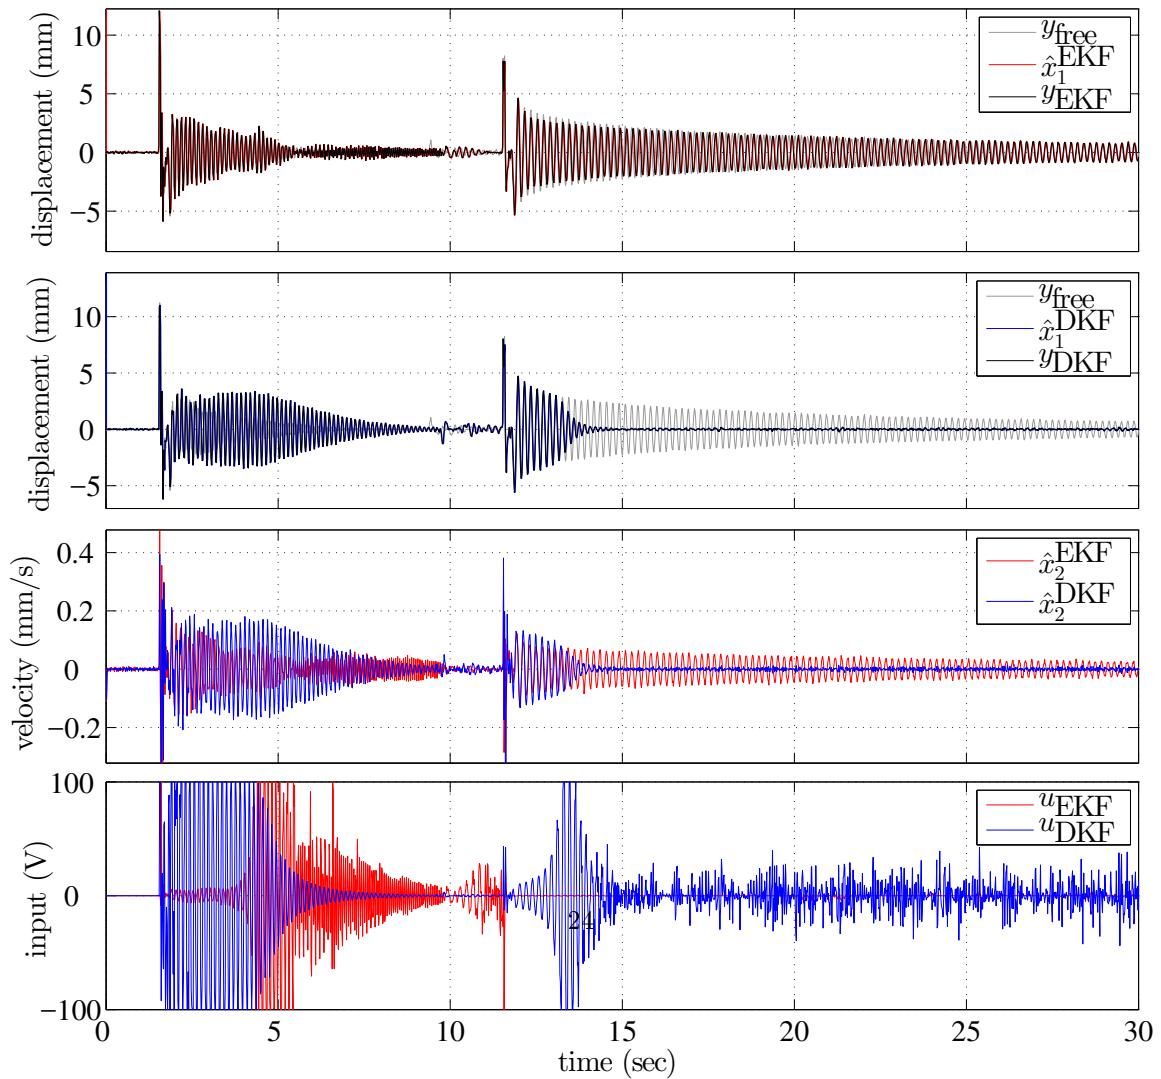 displacement (mm)
10
5
0
−5
y_free
x̂_1^EKF
y_EKF
displacement (mm)
10
5
0
−5
y_free
x̂_1^DKF
y_DKF
velocity (mm/s)
0.4
0.2
0
−0.2
x̂_2^EKF
x̂_2^DKF
input (V)
100
0
−100
u_EKF
u_DKF
24
0 5 10 15 20 25 30
time (sec)